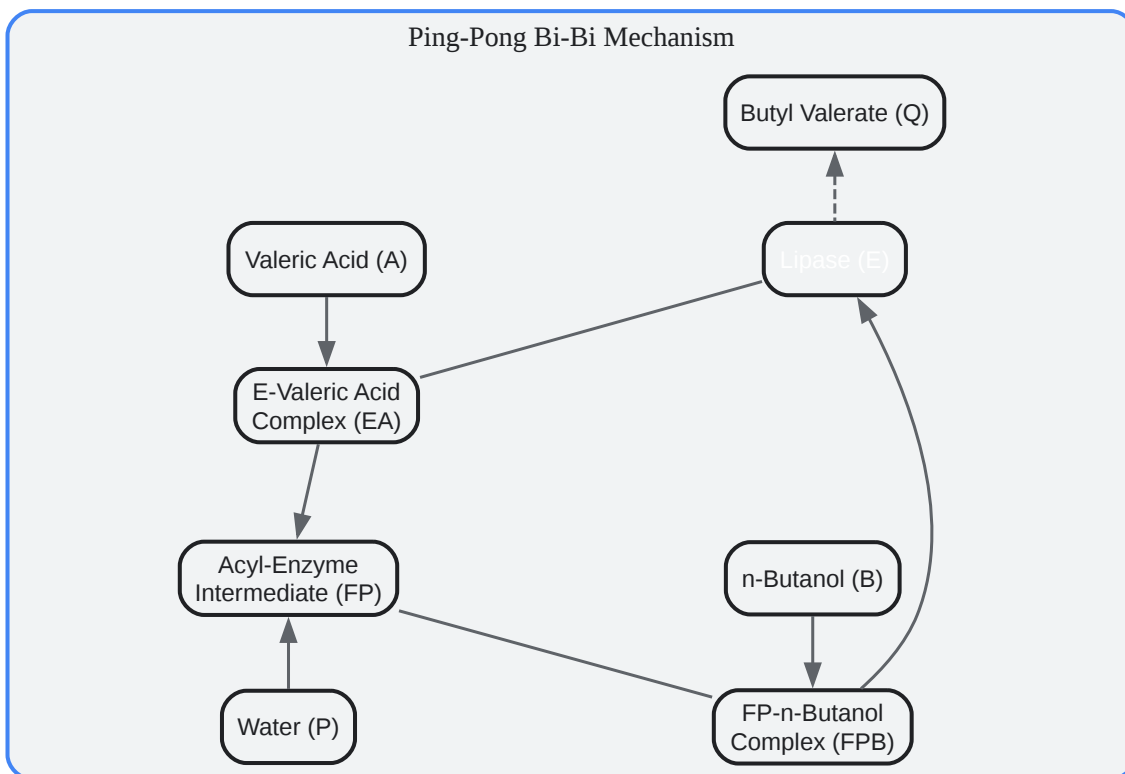 Ping-Pong Bi-Bi Mechanism
Butyl Valerate (Q)
Valeric Acid (A)
Lipase (E)
E-Valeric Acid
Complex (EA)
Acyl-Enzyme
Intermediate (FP)
n-Butanol (B)
Water (P)
FP-n-Butanol
Complex (FPB)